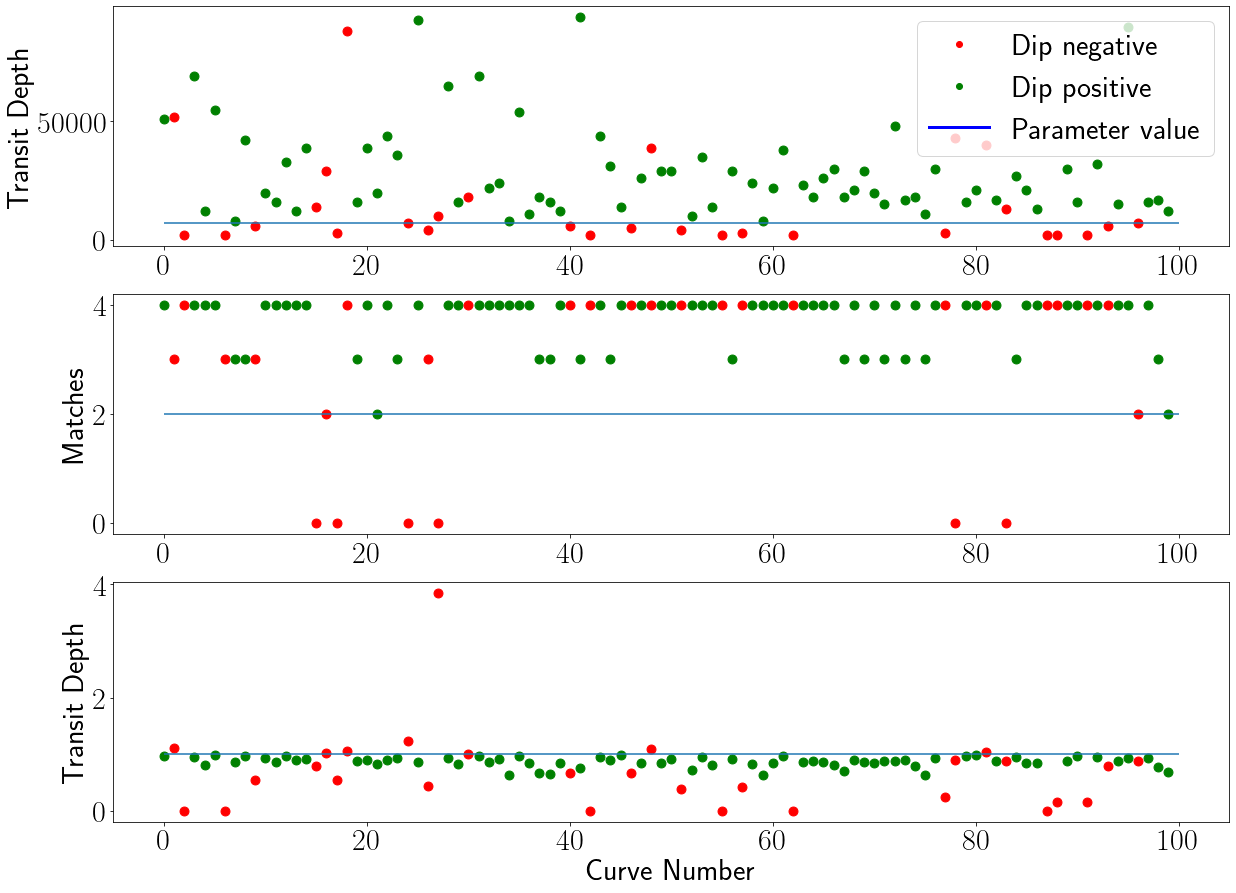 Transit Depth
50000
0
Dip negative
Dip positive
Parameter value
0 20 40 60 80 100
Matches
4
2
0
0 20 40 60 80 100
Transit Depth
4
2
0
0 20 40 60 80 100
Curve Number